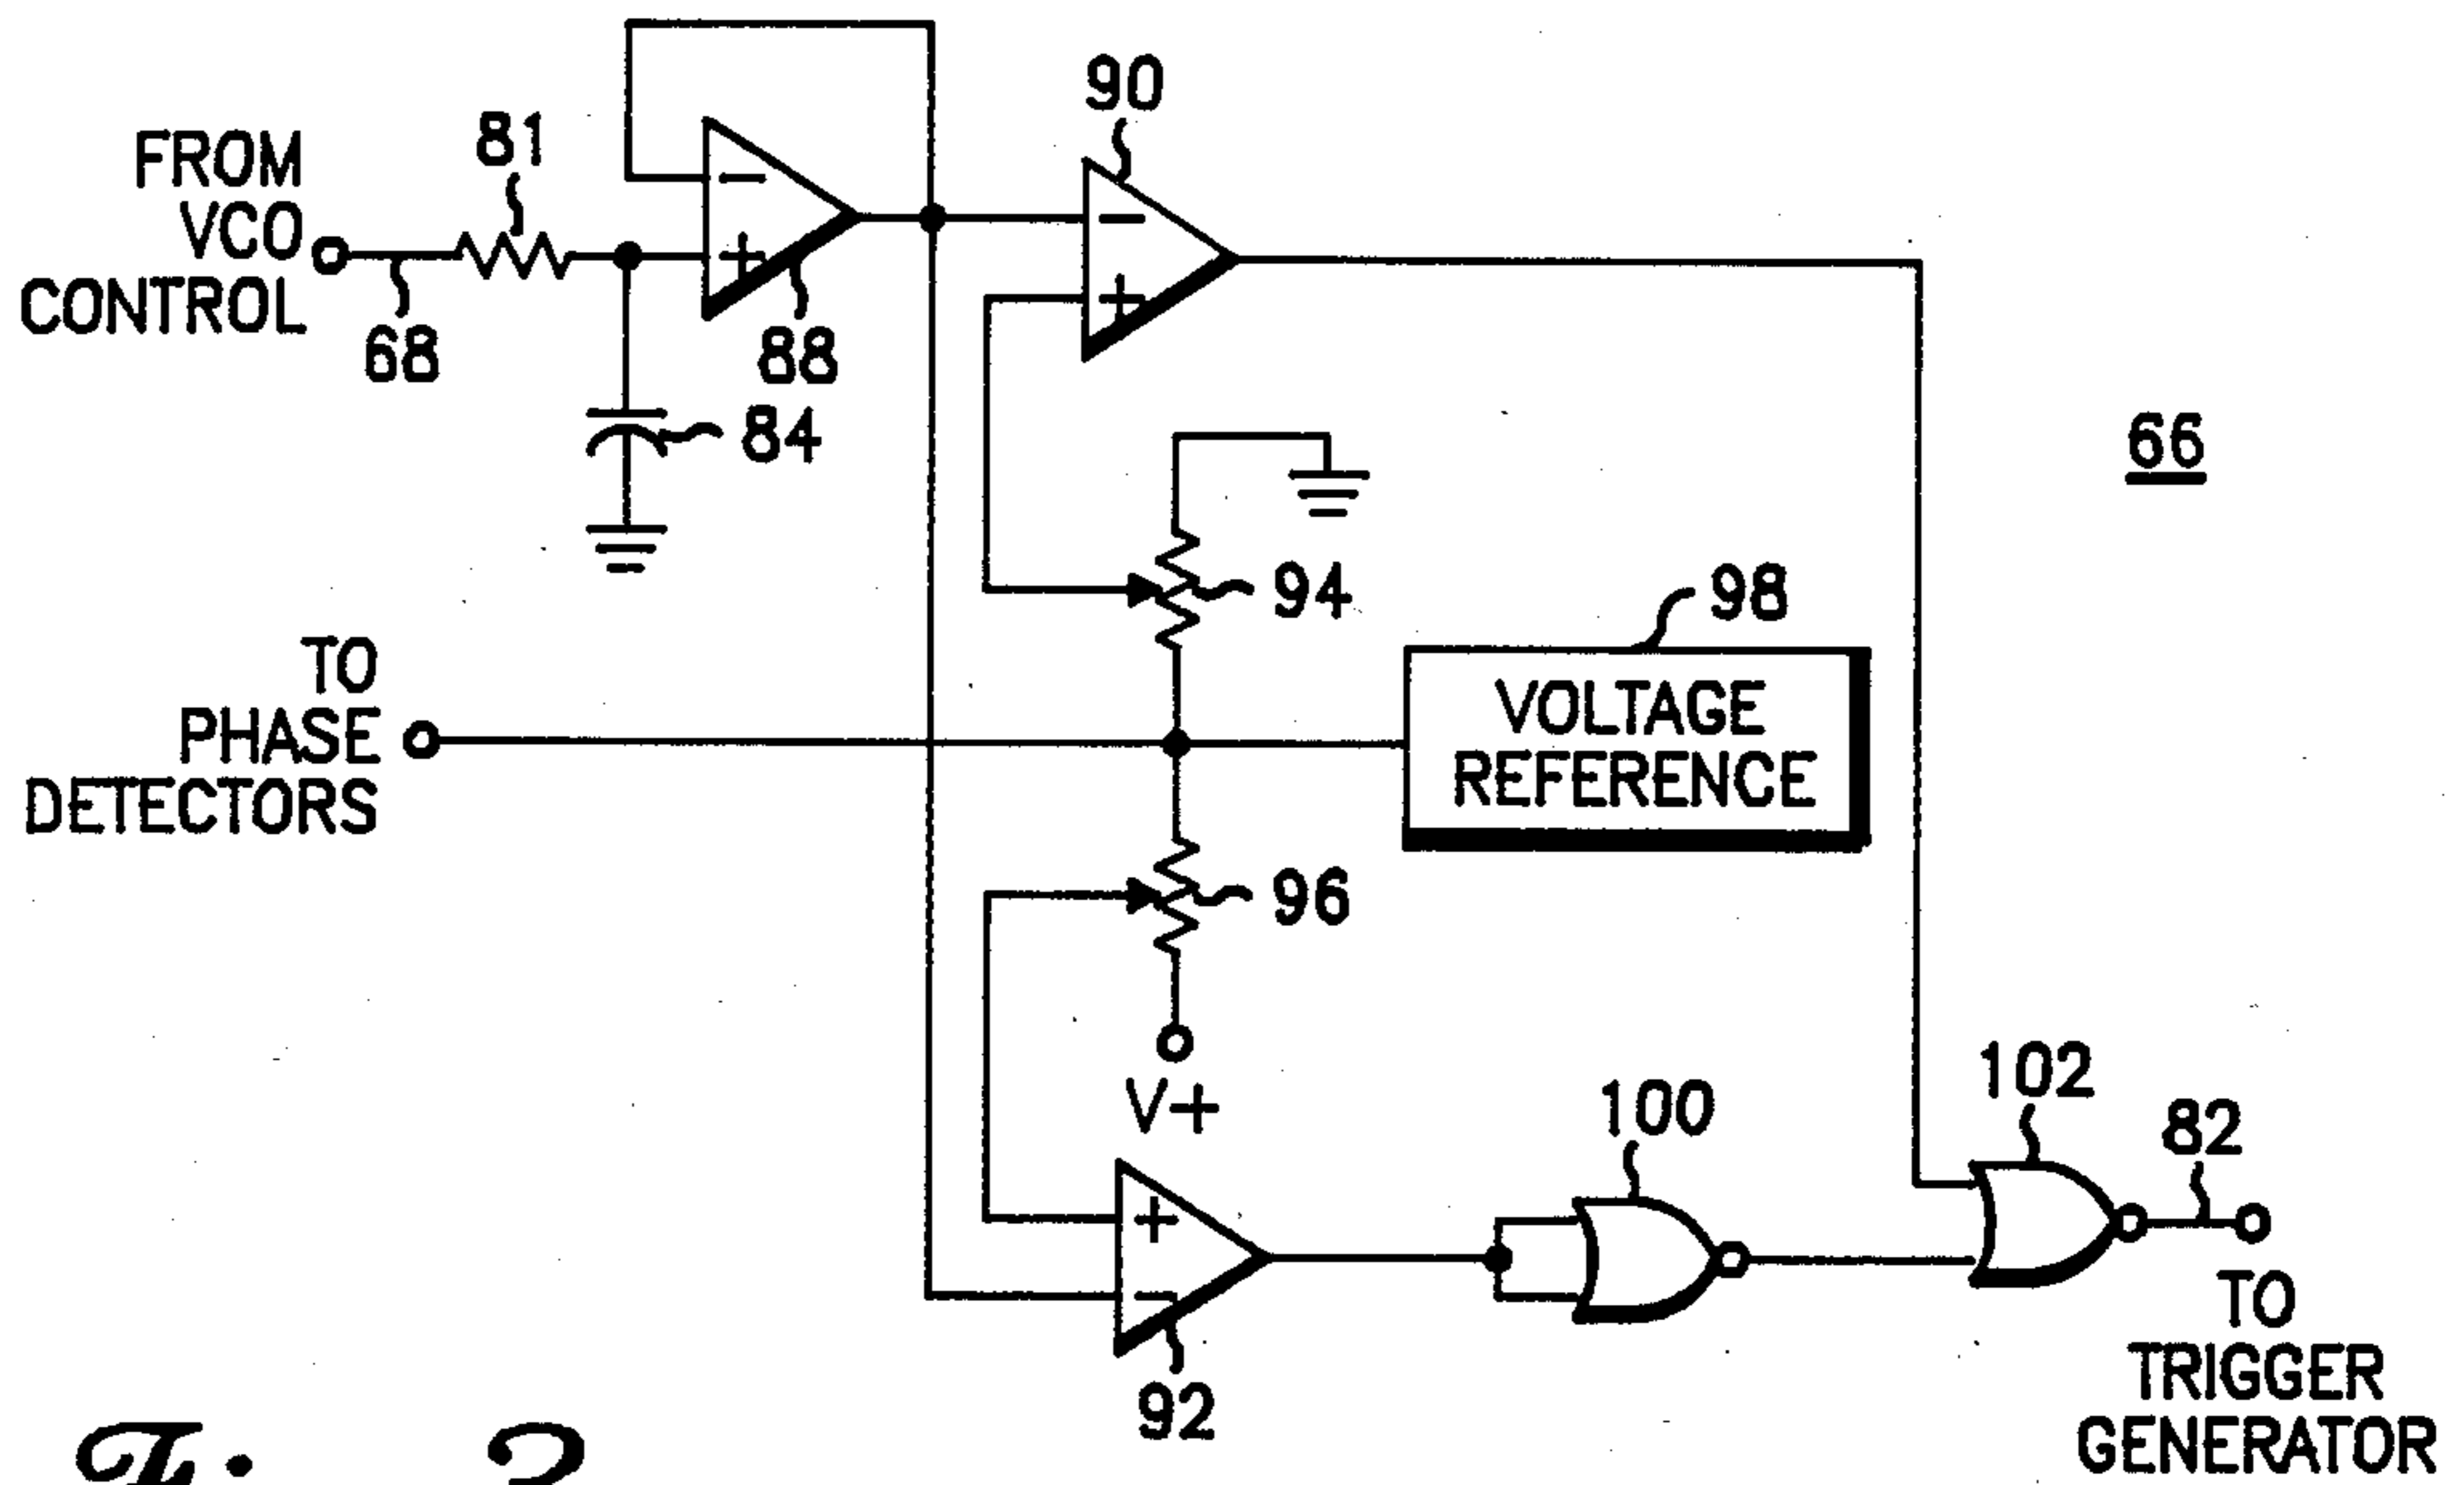 FROM
VCO
CONTROL
68
81
88
84
90
94
66
98
TO
PHASE
DETECTORS
VOLTAGE
REFERENCE
96
V+
92
100
102
82
TO
TRIGGER
GENERATOR